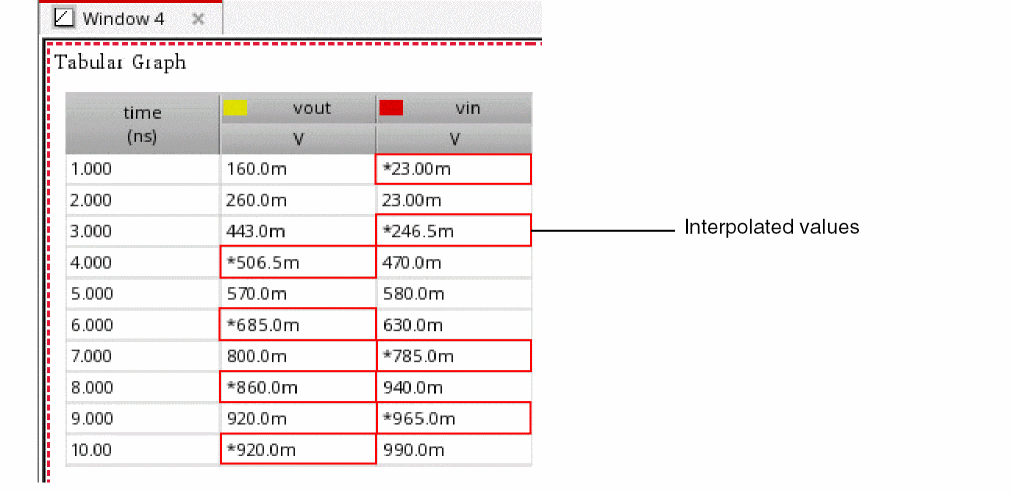 Window 4
Tabular Graph
time (ns) vout vin
V V
1.000 160.0m *23.00m
2.000 260.0m 23.00m
3.000 443.0m *246.5m Interpolated values
4.000 *506.5m 470.0m
5.000 570.0m 580.0m
6.000 *685.0m 630.0m
7.000 800.0m *785.0m
8.000 *860.0m 940.0m
9.000 920.0m *965.0m
10.00 *920.0m 990.0m